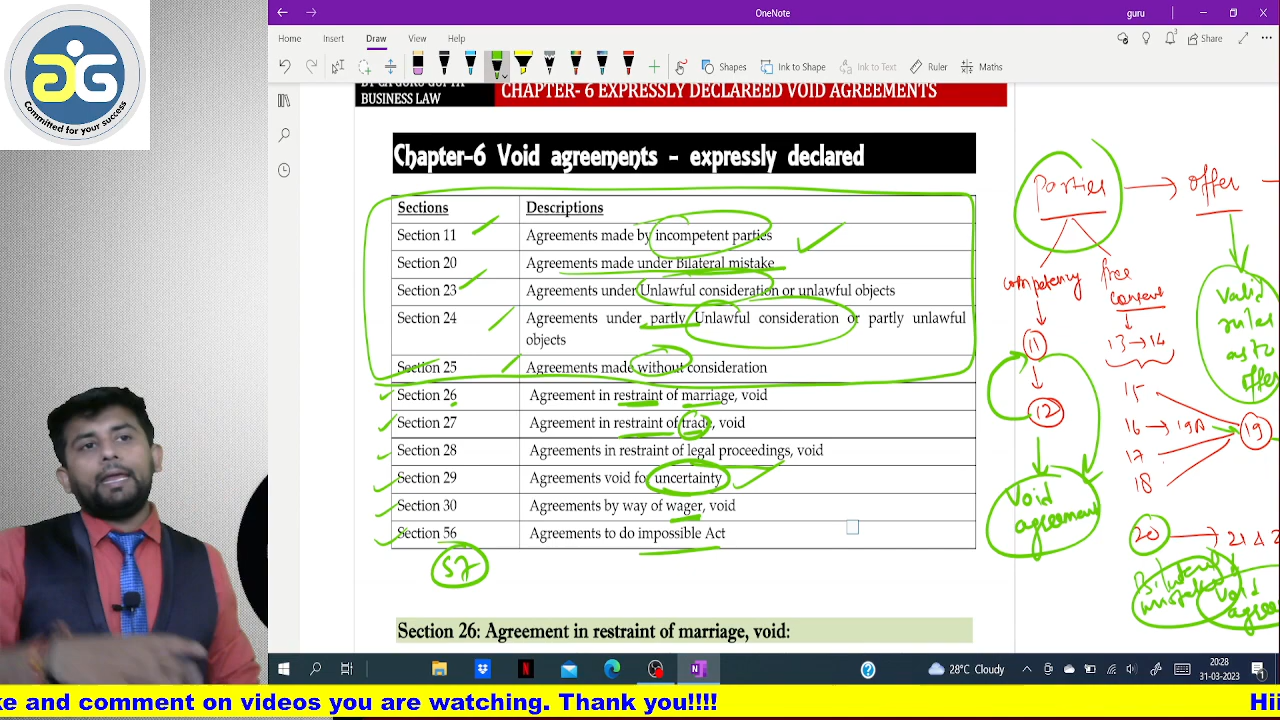 OneNote
guru
Home Insert Draw View Help
Share
Shapes
Ink to Shape
Ink to Text
Ruler
Maths
Committed for your success
BUSINESS LAW
CHAPTER- 6 EXPRESSLY DECLAREED VOID AGREEMENTS
Chapter-6 Void agreements - expressly declared
Sections Descriptions
Section 11 Agreements made by incompetent parties
Section 20 Agreements made under Bilateral mistake
Section 23 Agreements under Unlawful consideration or unlawful objects
Section 24 Agreements under partly Unlawful consideration or partly unlawful
objects
Section 25 Agreements made without consideration
Section 26 Agreement in restraint of marriage, void
Section 27 Agreement in restraint of trade, void
Section 28 Agreements in restraint of legal proceedings, void
Section 29 Agreements void for uncertainty
Section 30 Agreements by way of wager, void
Section 56 Agreements to do impossible Act
57
Section 26: Agreement in restraint of marriage, void:
Parties → offer
competency
free
consent
11
13 → 14
12
15
16 → 19A
17
18
19
Void
agreement
Valid
rules
as to
offer
20 → 21 &
Bilateral
mistake
Void
28°C Cloudy
20:28
31-03-2023
ke and comment on videos you are watching. Thank you!!!!
Hii